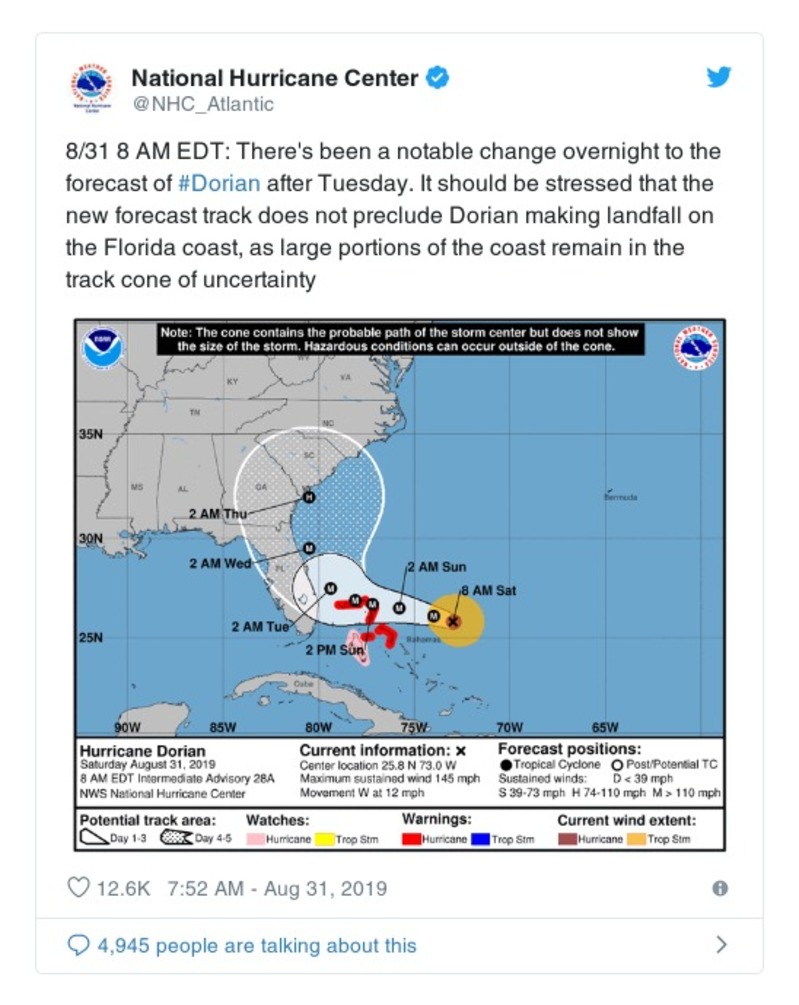 National Hurricane Center
@NHC_Atlantic
8/31 8 AM EDT: There's been a notable change overnight to the
forecast of #Dorian after Tuesday. It should be stressed that the
new forecast track does not preclude Dorian making landfall on
the Florida coast, as large portions of the coast remain in the
track cone of uncertainty
Note: The cone contains the probable path of the storm center but does not show
the size of the storm. Hazardous conditions can occur outside of the cone.
NOAA
WV
KY
VA
TN
NC
35N
SC
MS
AL
GA
H
Bermuda
2 AM Thu
30N
M
2 AM Wed
FL
2 AM Sun
M
8 AM Sat
M
M
M
M
2 AM Tue
25N
Bahamas
2 PM Sun
Cuba
90W 85W 80W 75W 70W 65W
Hurricane Dorian
Saturday August 31, 2019
8 AM EDT Intermediate Advisory 28A
NWS National Hurricane Center
Current information: x
Center location 25.8 N 73.0 W
Maximum sustained wind 145 mph
Movement W at 12 mph
Forecast positions:
Tropical Cyclone Post/Potential TC
Sustained winds: D < 39 mph
S 39-73 mph H 74-110 mph M > 110 mph
Potential track area:
Day 1-3 Day 4-5
Watches:
Hurricane Trop Stm
Warnings:
Hurricane Trop Stm
Current wind extent:
Hurricane Trop Stm
12.6K 7:52 AM - Aug 31, 2019
4,945 people are talking about this